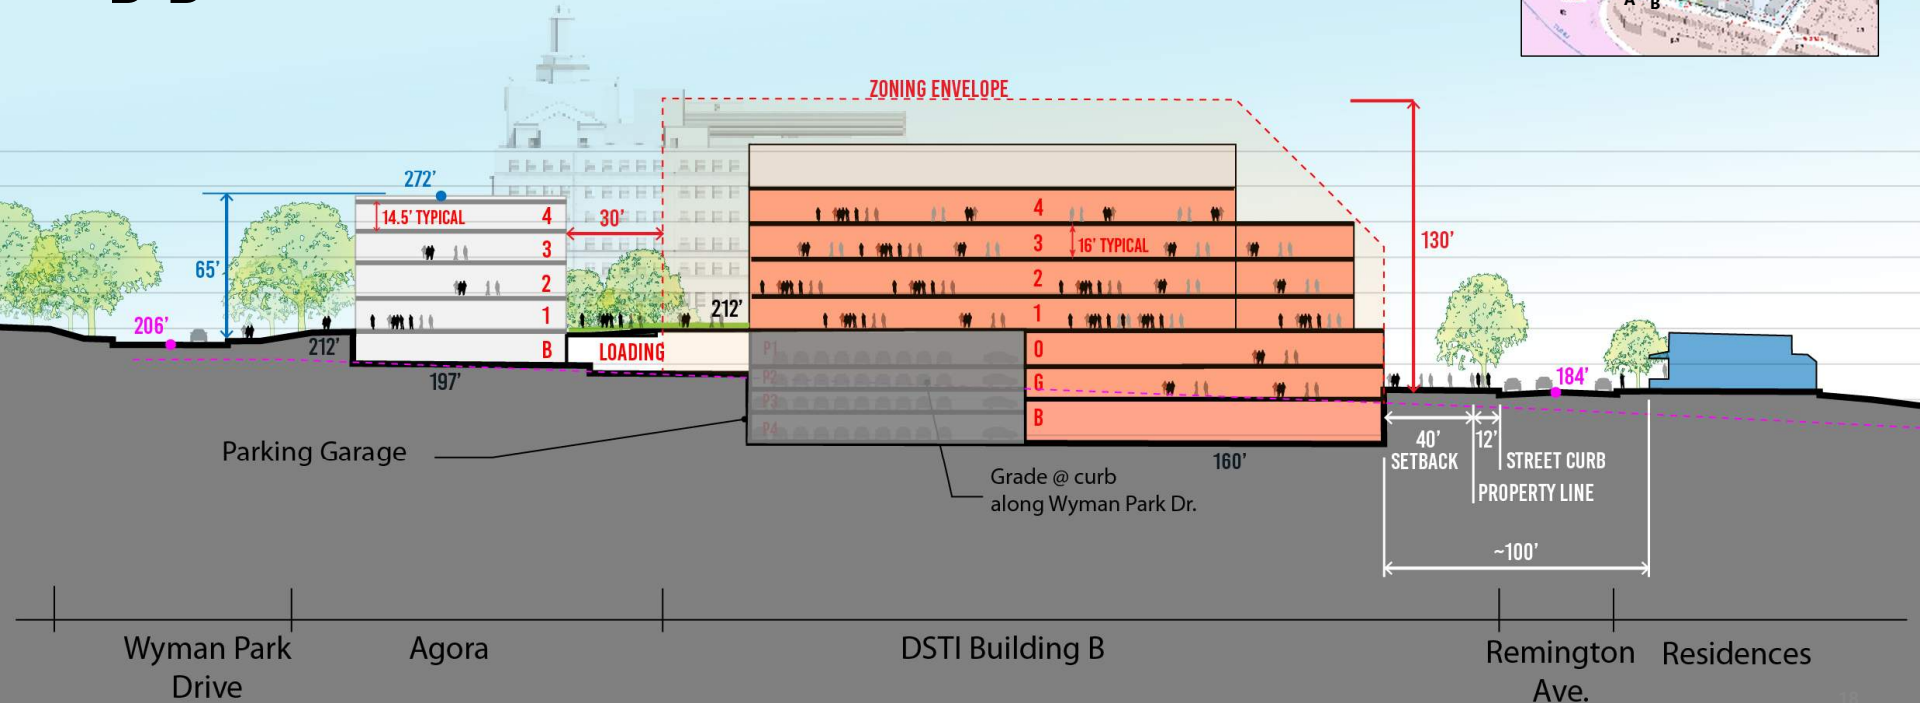 A B
ZONING ENVELOPE
272'
14.5' TYPICAL
4
30'
4
3
3
16' TYPICAL
130'
65'
2
2
206'
1
212'
1
212'
B
LOADING
P1
0
197'
P2
G
184'
P3
B
P4
Parking Garage
160'
40'
SETBACK
12'
STREET CURB
PROPERTY LINE
Grade @ curb
along Wyman Park Dr.
~100'
Wyman Park
Drive
Agora
DSTI Building B
Remington
Ave.
Residences
18